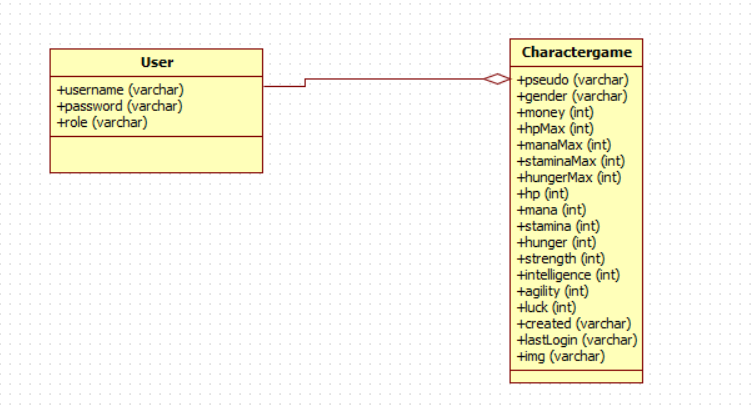 User
+username (varchar)
+password (varchar)
+role (varchar)
Charactergame
+pseudo (varchar)
+gender (varchar)
+money (int)
+hpMax (int)
+manaMax (int)
+staminaMax (int)
+hungerMax (int)
+hp (int)
+mana (int)
+stamina (int)
+hunger (int)
+strength (int)
+intelligence (int)
+agility (int)
+luck (int)
+created (varchar)
+lastLogin (varchar)
+img (varchar)